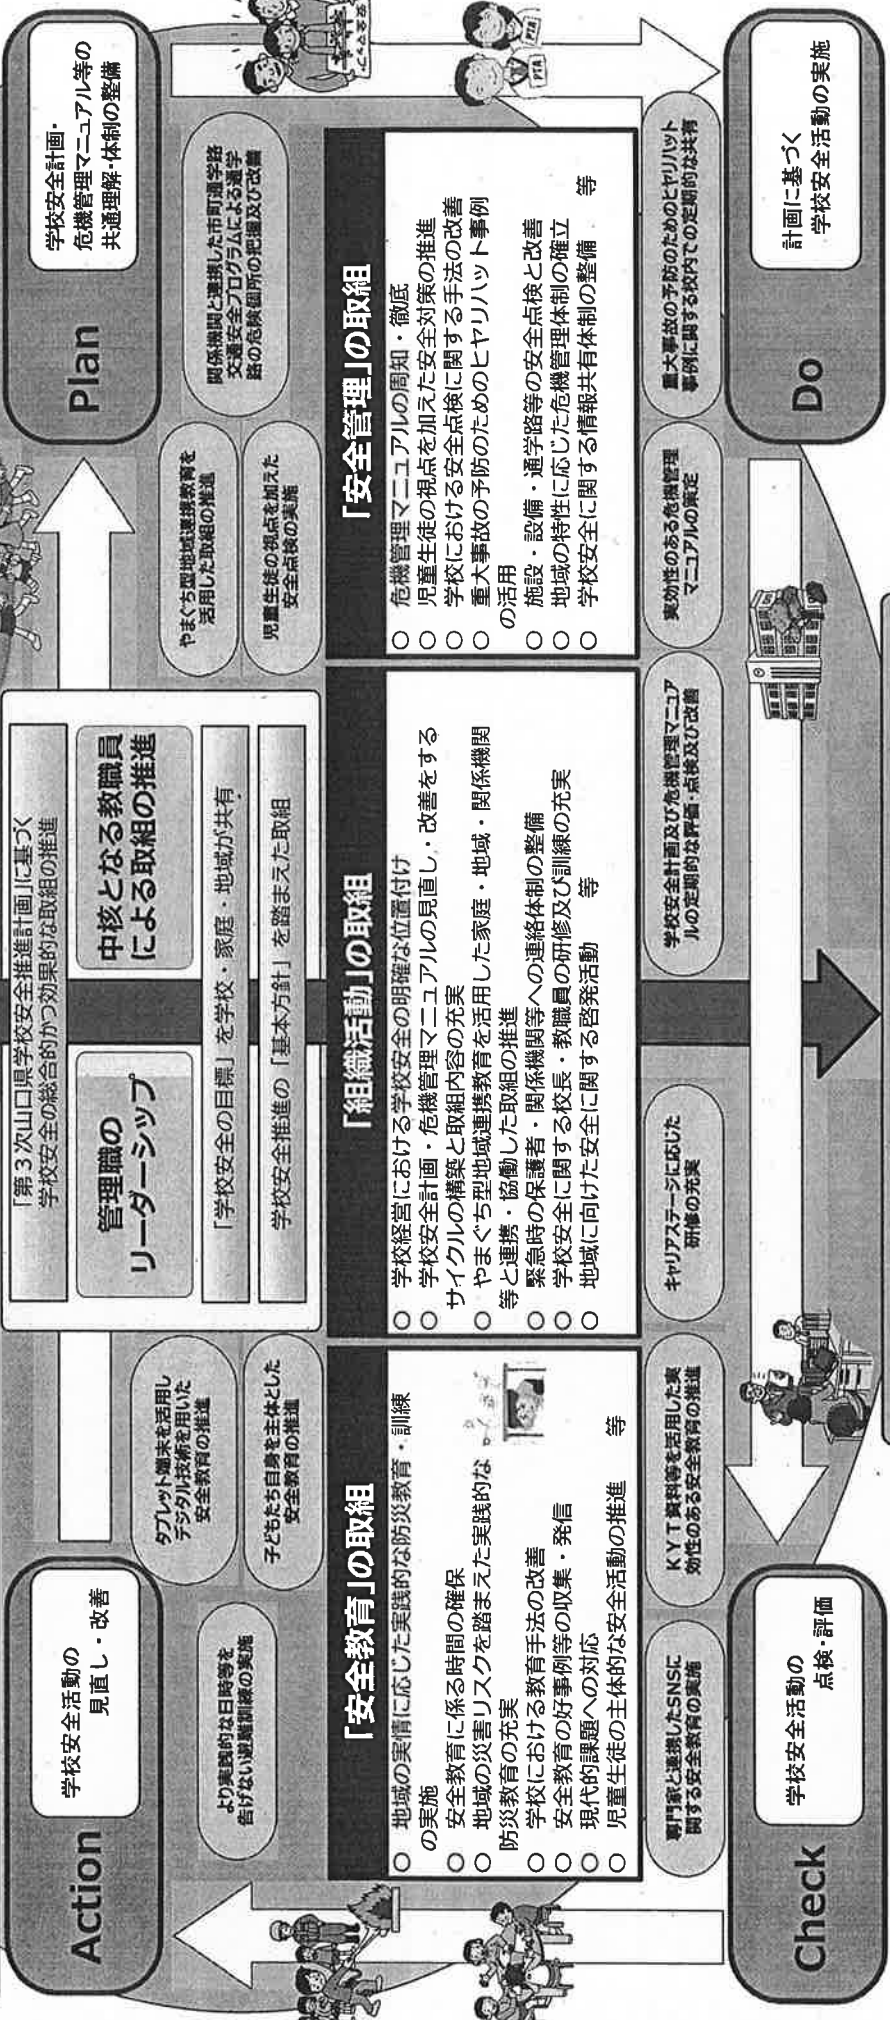 「第３次山口県学校安全推進計画」に基づく
学校安全の総合的かつ効果的な取組の推進
管理職の
リーダーシップ
中核となる教職員
による取組の推進
「学校安全の目標」を学校・家庭・地域が共有
学校安全推進の「基本方針」を踏まえた取組
Action
学校安全活動の
見直し・改善
Plan
学校安全計画・
危機管理マニュアル等の
共通理解・体制の整備
より実践的な日時等を
告げない避難訓練の実施
タブレット端末を活用し
デジタル技術を用いた
安全教育の推進
子どもたち自身を主体とした
安全教育の推進
やまぐち型地域連携教育を
活用した取組の推進
児童生徒の視点を加えた
安全点検の実施
関係機関と連携した市町通学路
交通安全プログラムによる通学
路の危険個所の把握及び改善
「安全教育」の取組
○ 地域の実情に応じた実践的な防災教育・訓練
の実施
○ 安全教育に係る時間の確保
○ 地域の災害リスクを踏まえた実践的な
防災教育の充実
○ 学校における教育手法の改善
○ 安全教育の好事例等の収集・発信
○ 現代的課題への対応
○ 児童生徒の主体的な安全活動の推進 等
「組織活動」の取組
○ 学校経営における学校安全の明確な位置付け
○ 学校安全計画・危機管理マニュアルの見直し・改善をする
サイクルの構築と取組内容の充実
○ やまぐち型地域連携教育を活用した家庭・地域・関係機関
等と連携・協働した取組の推進
○ 緊急時の保護者・関係機関等への連絡体制の整備
○ 学校安全に関する校長・教職員の研修及び訓練の充実
○ 地域に向けた安全に関する啓発活動 等
「安全管理」の取組
○ 危機管理マニュアルの周知・徹底
○ 児童生徒の視点を加えた安全対策の推進
○ 学校における安全点検に関する手法の改善
○ 重大事故の予防のためのヒヤリハット事例
の活用
○ 施設・設備・通学路等の安全点検と改善
○ 地域の特性に応じた危機管理体制の確立
○ 学校安全に関する情報共有体制の整備 等
専門家と連携したSNSに
関する安全教育の実施
ＫＹＴ資料等を活用した実
効性のある安全教育の推進
キャリアステージに応じた
研修の充実
学校安全計画及び危機管理マニュア
ルの定期的な評価・点検及び改善
実効性のある危機管理
マニュアルの策定
重大事故の予防のためのヒヤリハット
事例に関する校内での定期的な共有
Check
学校安全活動の
点検・評価
Do
計画に基づく
学校安全活動の実施
PTA
PTA